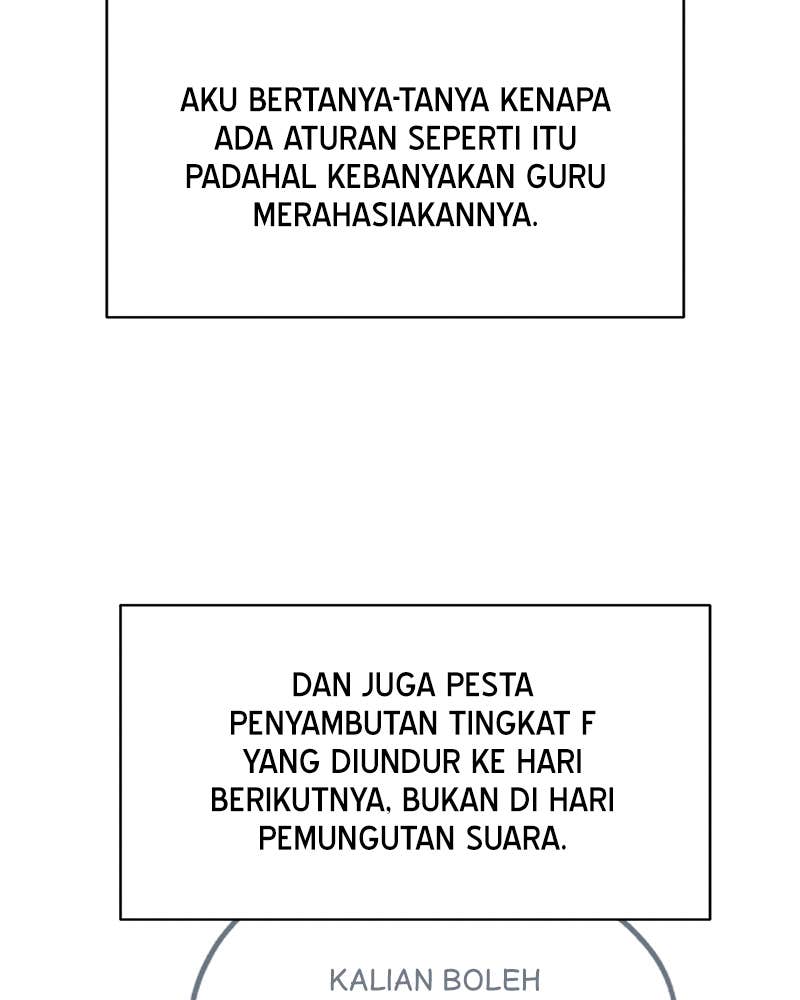 AKU BERTANYA-TANYA KENAPA
ADA ATURAN SEPERTI ITU
PADAHAL KEBANYAKAN GURU
MERAHASIAKANNYA.
DAN JUGA PESTA
PENYAMBUTAN TINGKAT F
YANG DIUNDUR KE HARI
BERIKUTNYA, BUKAN DI HARI
PEMUNGUTAN SUARA.
KALIAN BOLEH